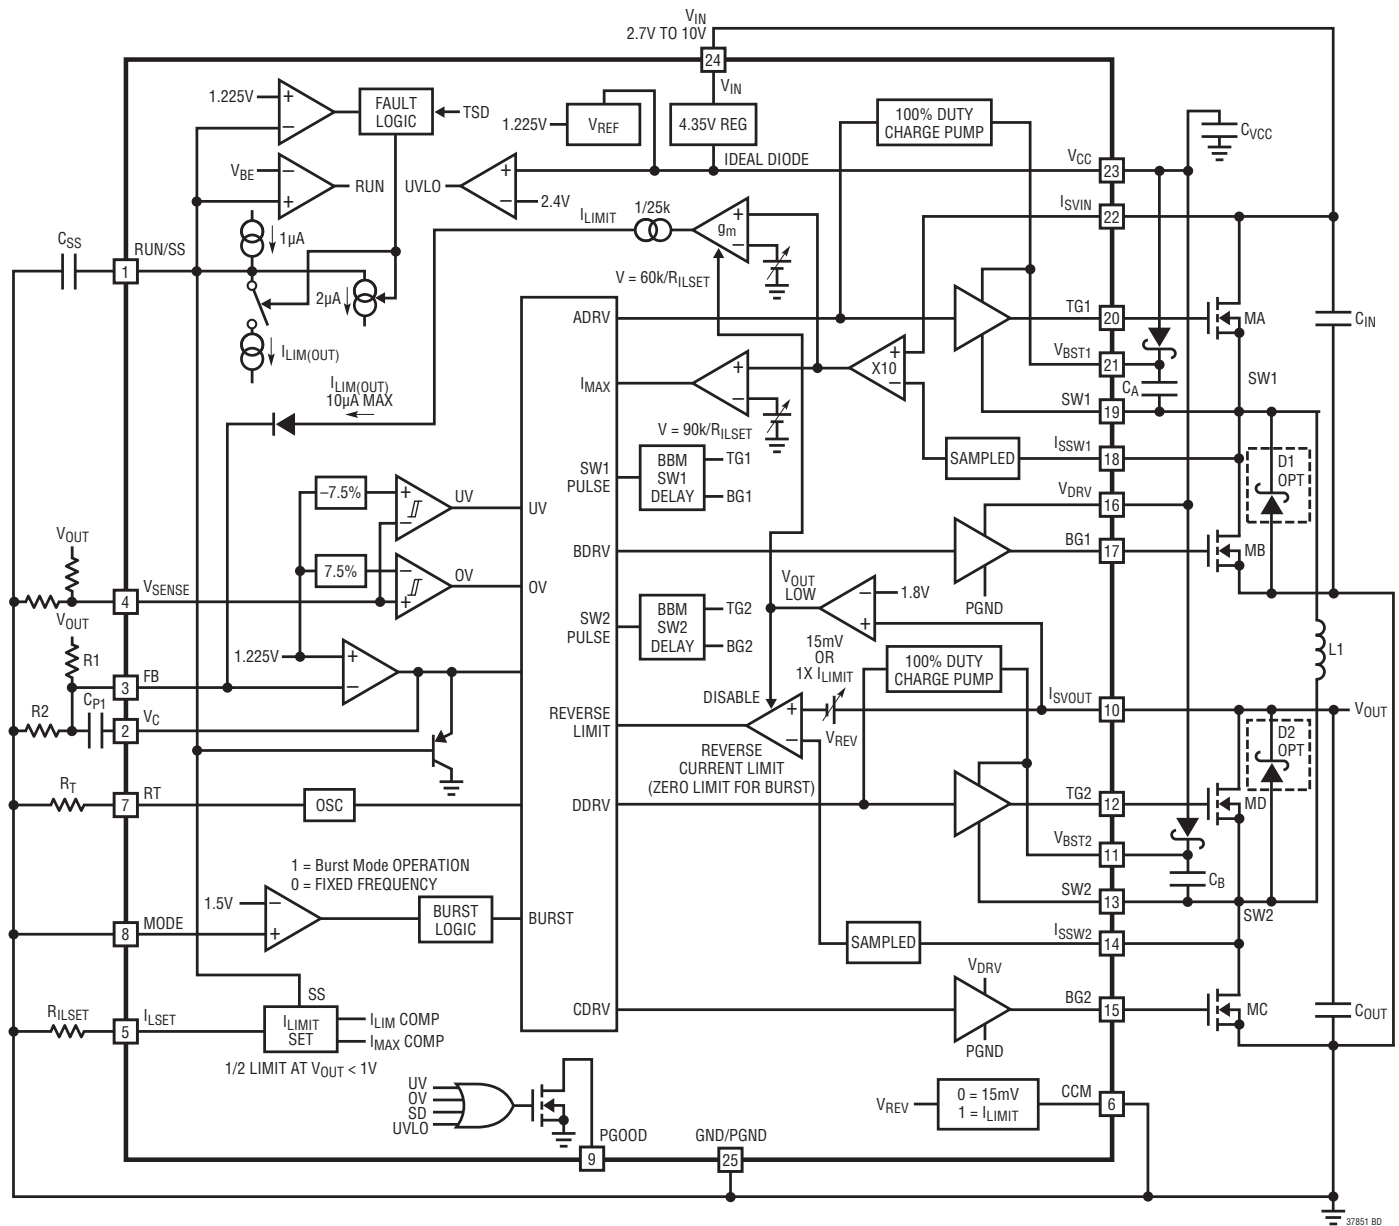 VIN
2.7V TO 10V
24
VIN
1.225V
FAULT
LOGIC
TSD
1.225V
VREF
4.35V REG
100% DUTY
CHARGE PUMP
CVCC
VBE
RUN
UVLO
2.4V
IDEAL DIODE
VCC
23
ISVIN
22
CSS
RUN/SS
1
1µA
2µA
ILIM(OUT)
ILIMIT
1/25k
gm
V = 60k/RILSET
ADRV
TG1
20
MA
CIN
ILIM(OUT)
10µA MAX
IMAX
X10
VBST1
21
CA
SW1
SW1
19
V = 90k/RILSET
SW1
PULSE
BBM
SW1
DELAY
TG1
BG1
SAMPLED
ISSW1
18
D1
OPT
–7.5%
UV
UV
VDRV
16
VOUT
7.5%
OV
OV
BDRV
BG1
17
MB
PGND
VSENSE
4
VOUT
LOW
1.8V
SW2
PULSE
BBM
SW2
DELAY
TG2
BG2
VOUT
R1
1.225V
15mV
OR
1X ILIMIT
100% DUTY
CHARGE PUMP
L1
FB
3
DISABLE
ISVOUT
10
VOUT
R2
CP1
VC
2
REVERSE
LIMIT
VREV
D2
OPT
REVERSE
CURRENT LIMIT
(ZERO LIMIT FOR BURST)
RT
RT
7
OSC
DDRV
TG2
12
MD
VBST2
11
CB
1 = Burst Mode OPERATION
0 = FIXED FREQUENCY
1.5V
BURST
LOGIC
BURST
SW2
13
SW2
MODE
8
SAMPLED
ISSW2
14
SS
VDRV
RILSET
ILSET
5
ILIMIT
SET
ILIM COMP
IMAX COMP
CDRV
BG2
15
MC
COUT
1/2 LIMIT AT VOUT < 1V
PGND
UV
OV
SD
UVLO
VREV
0 = 15mV
1 = ILIMIT
CCM
6
PGOOD
9
GND/PGND
25
37851 BD